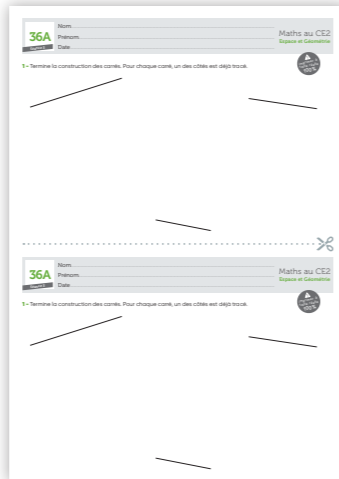 36A
Nom
Prénom
Date
Maths au CE2
Espace et Géométrie
1 - Termine la construction des carrés. Pour chaque carré, un des côtés est déjà tracé.
36A
Nom
Prénom
Date
Maths au CE2
Espace et Géométrie
1 - Termine la construction des carrés. Pour chaque carré, un des côtés est déjà tracé.